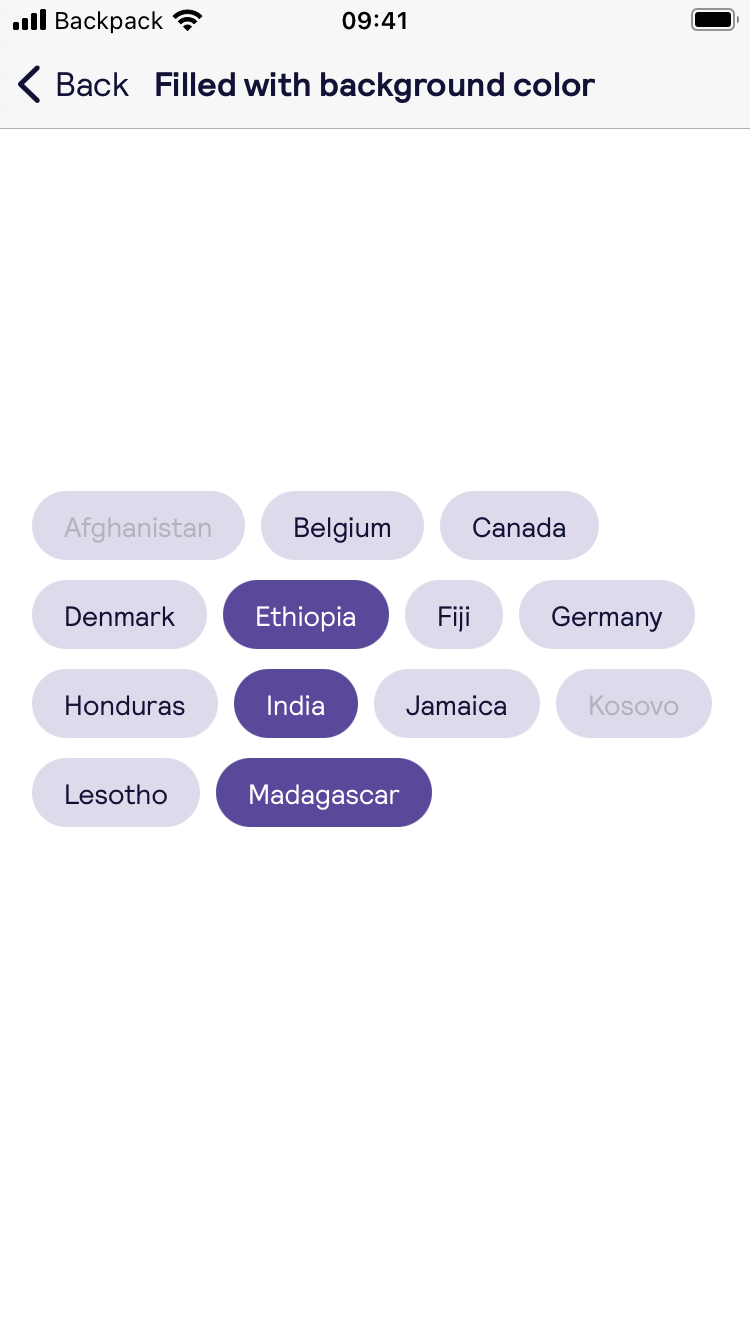 Backpack 09:41
Back Filled with background color
Afghanistan Belgium Canada
Denmark Ethiopia Fiji Germany
Honduras India Jamaica Kosovo
Lesotho Madagascar